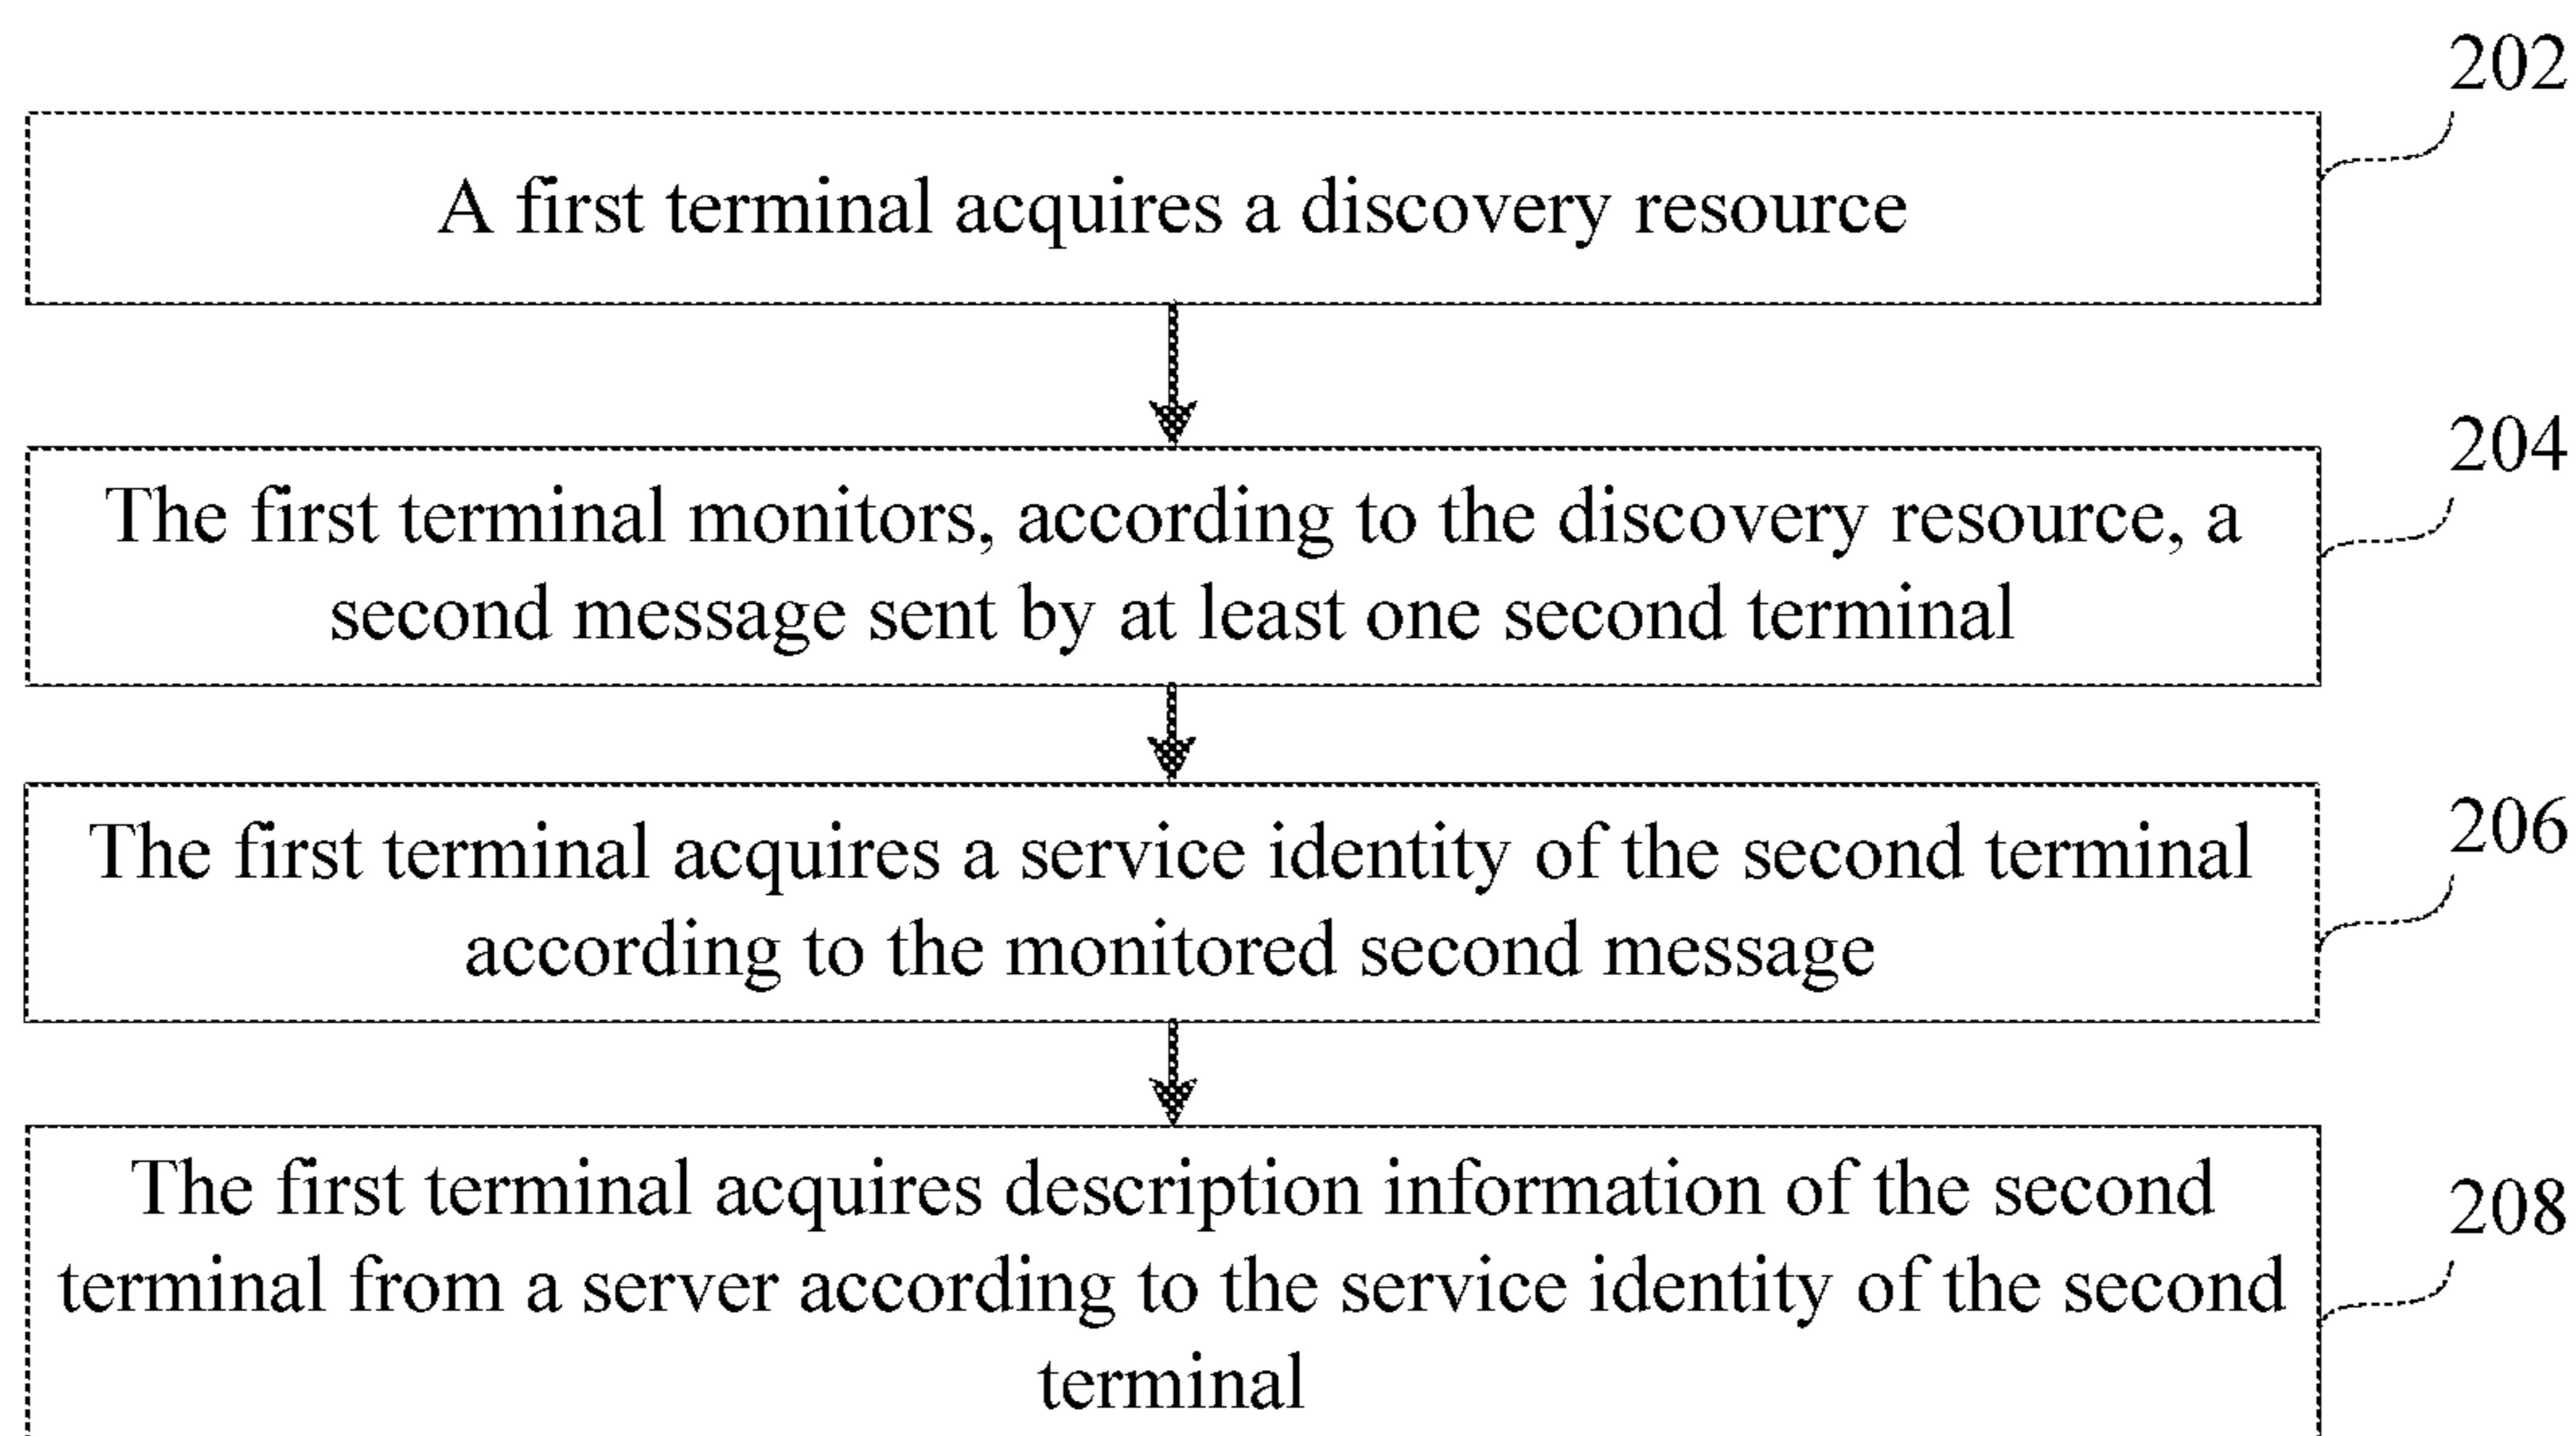 202
A first terminal acquires a discovery resource
204
The first terminal monitors, according to the discovery resource, a
second message sent by at least one second terminal
206
The first terminal acquires a service identity of the second terminal
according to the monitored second message
208
The first terminal acquires description information of the second
terminal from a server according to the service identity of the second
terminal